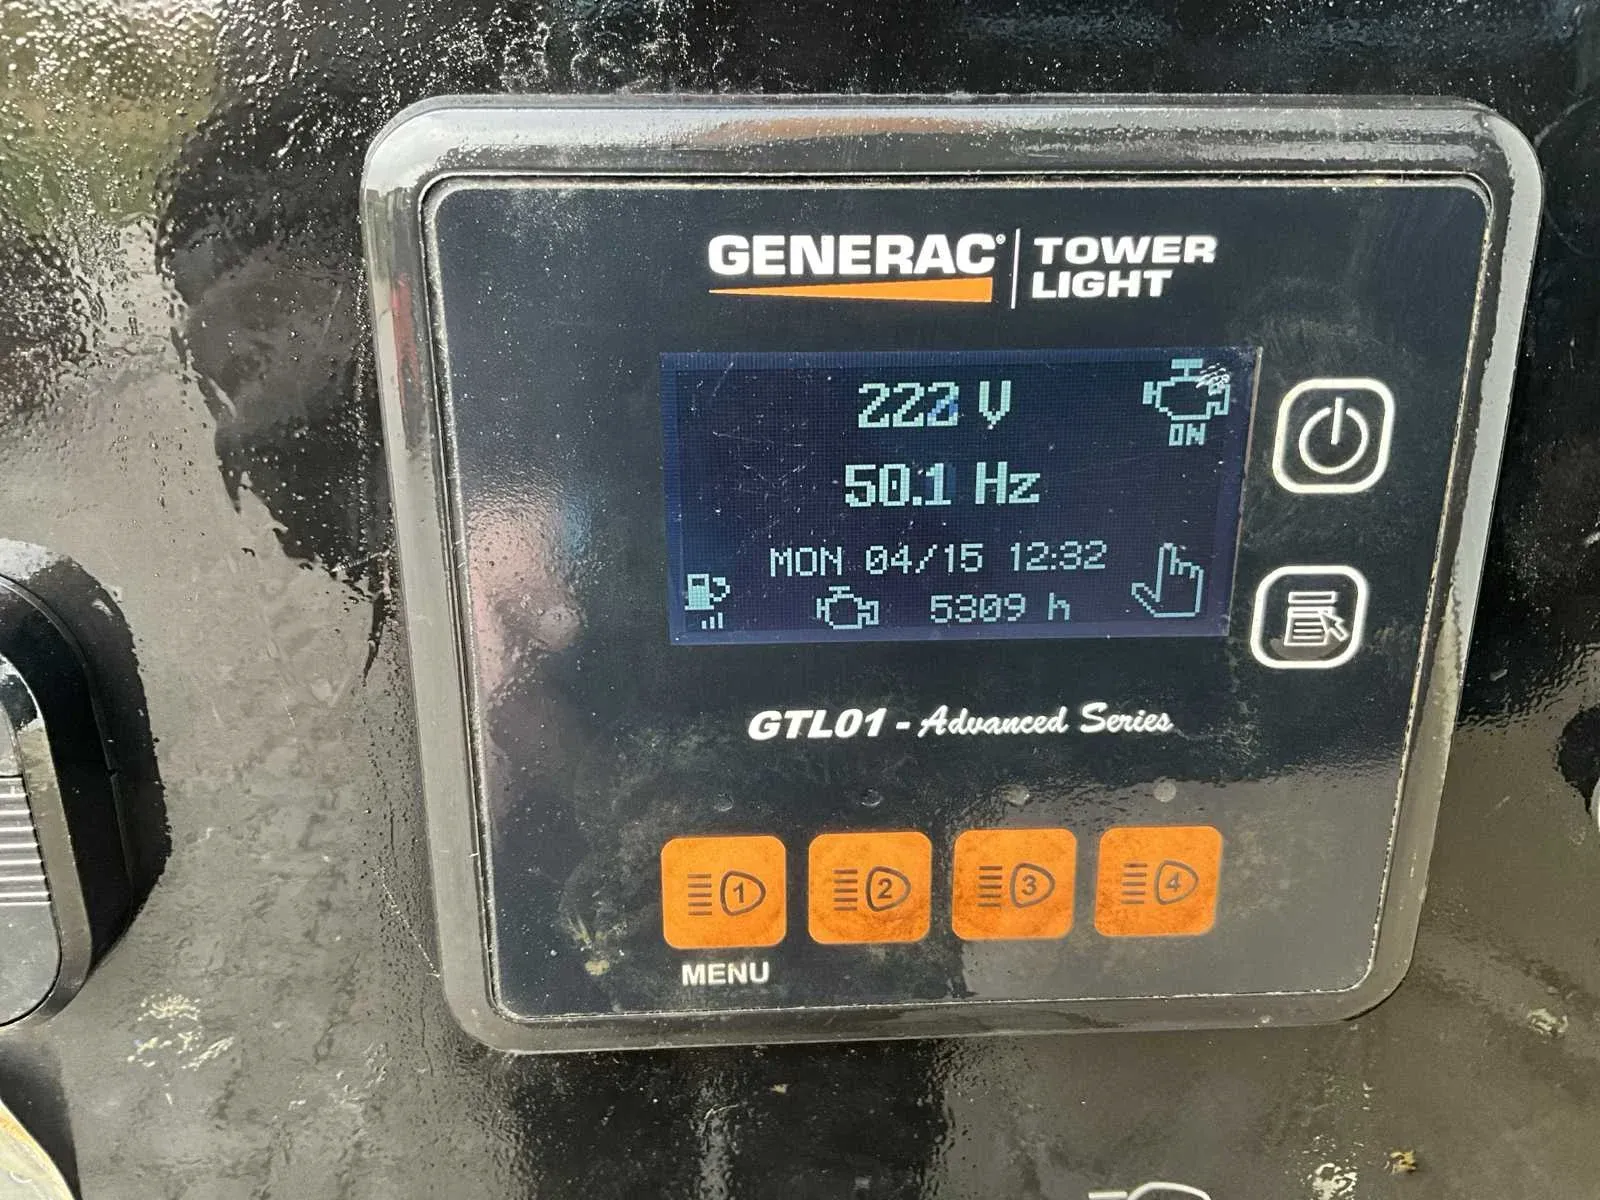 GENERAC® TOWER LIGHT
222 V
ON
50.1 Hz
MON 04/15 12:32
5309 h
GTL01 - Advanced Series
1 2 3 4
MENU